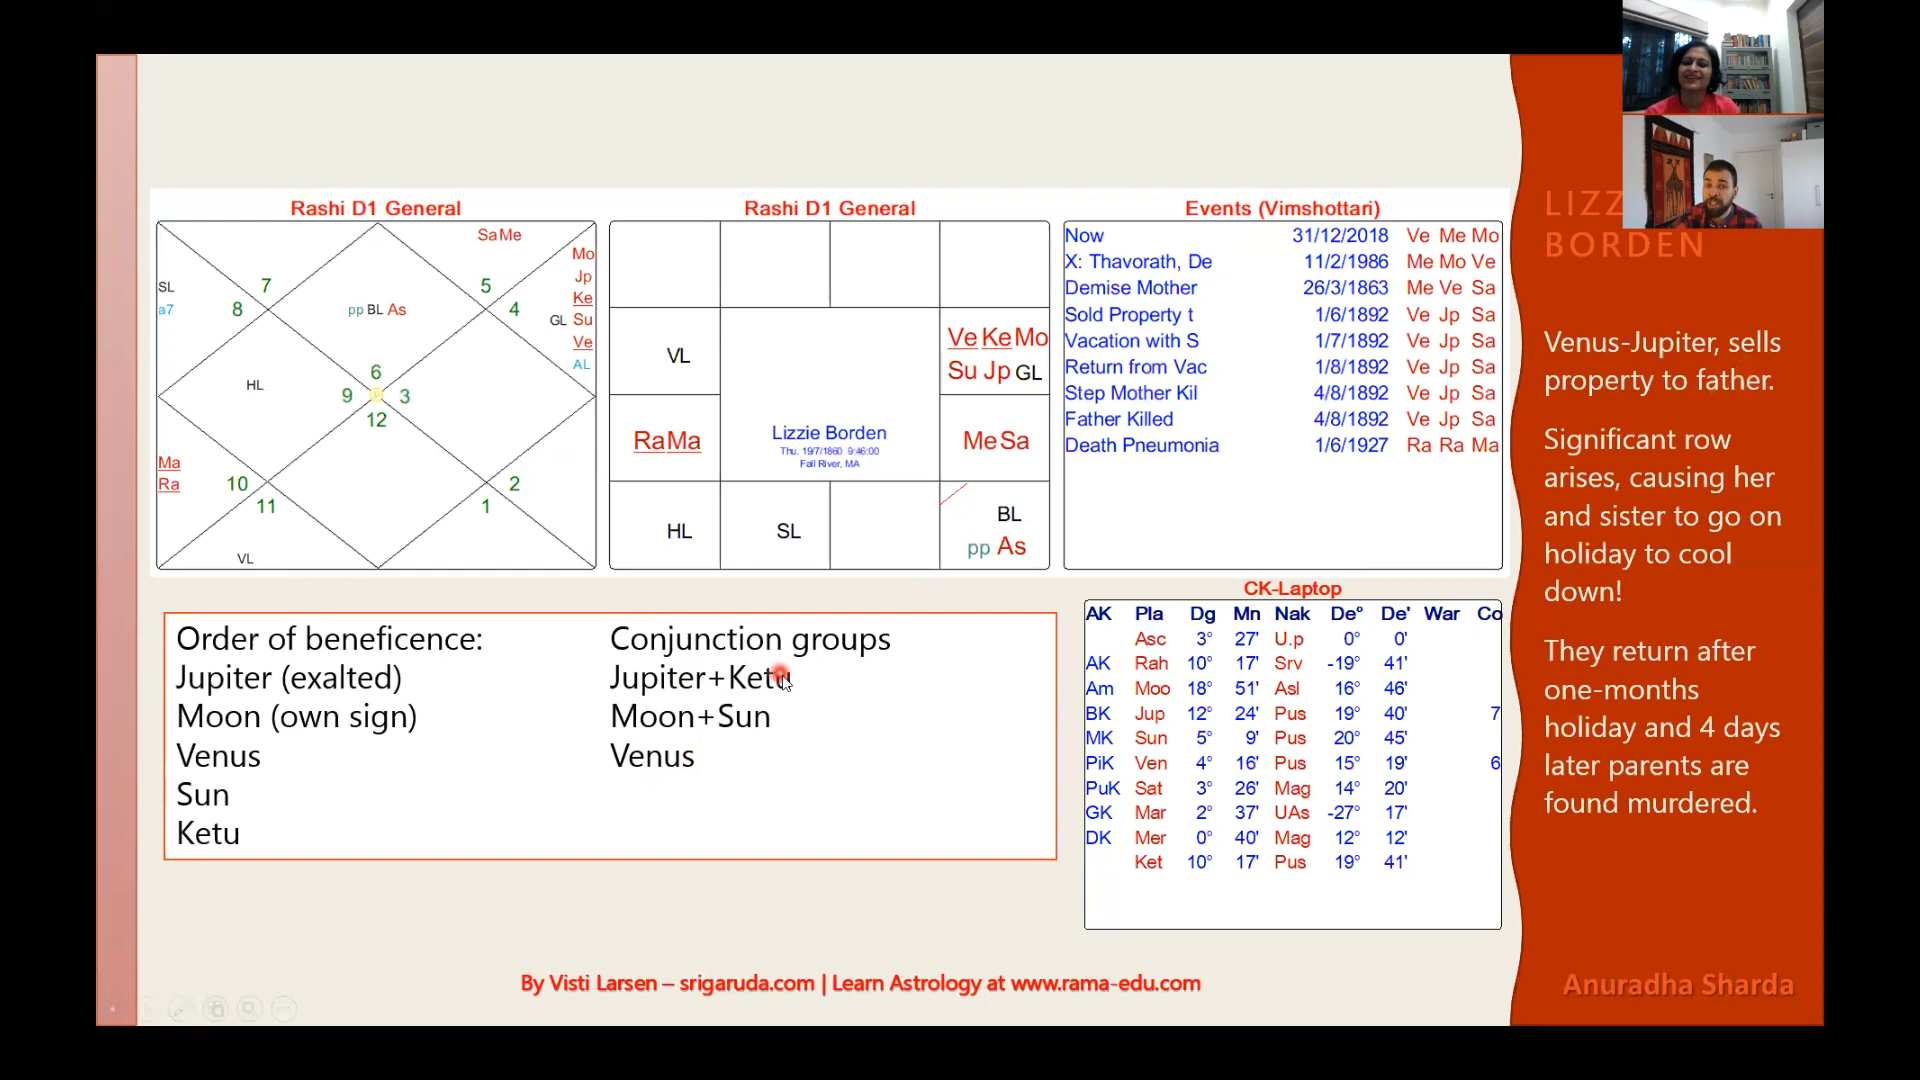 Rashi D1 General
SaMe
Mo
Jp
Ke
GL Su
Ve
AL
SL
a7
7
8
pp BL As
5
4
HL
6
9
3
12
Ma
Ra
10
11
2
1
VL
Rashi D1 General
VL
Ve Ke Mo
Su Jp GL
RaMa
Lizzie Borden
Thu. 19/7/1860 9:46:00
Fall River, MA
MeSa
HL
SL
BL
pp As
Events (Vimshottari)
Now 31/12/2018 Ve Me Mo
X: Thavorath, De 11/2/1986 Me Mo Ve
Demise Mother 26/3/1863 Me Ve Sa
Sold Property t 1/6/1892 Ve Jp Sa
Vacation with S 1/7/1892 Ve Jp Sa
Return from Vac 1/8/1892 Ve Jp Sa
Step Mother Kil 4/8/1892 Ve Jp Sa
Father Killed 4/8/1892 Ve Jp Sa
Death Pneumonia 1/6/1927 Ra Ra Ma
Order of beneficence:
Jupiter (exalted)
Moon (own sign)
Venus
Sun
Ketu
Conjunction groups
Jupiter+Ketu
Moon+Sun
Venus
CK-Laptop
AK Pla Dg Mn Nak De° De' War Co
Asc 3° 27' U.p 0° 0'
AK Rah 10° 17' Srv -19° 41'
Am Moo 18° 51' Asl 16° 46'
BK Jup 12° 24' Pus 19° 40' 7
MK Sun 5° 9' Pus 20° 45'
PiK Ven 4° 16' Pus 15° 19' 6
PuK Sat 3° 26' Mag 14° 20'
GK Mar 2° 37' UAs -27° 17'
DK Mer 0° 40' Mag 12° 12'
Ket 10° 17' Pus 19° 41'
LIZZ
BORDEN
Venus-Jupiter, sells
property to father.
Significant row
arises, causing her
and sister to go on
holiday to cool
down!
They return after
one-months
holiday and 4 days
later parents are
found murdered.
By Visti Larsen – srigaruda.com | Learn Astrology at www.rama-edu.com
Anuradha Sharda